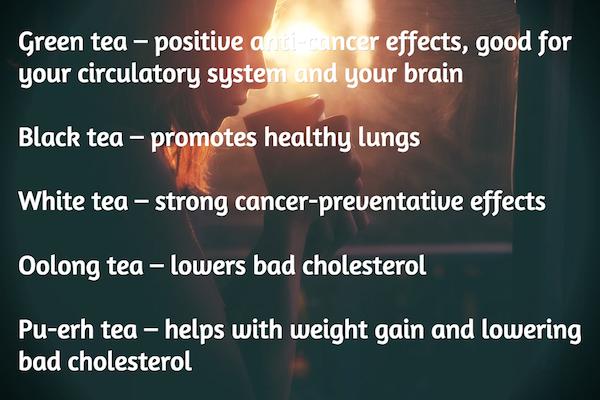 Green tea – positive anti-cancer effects, good for
your circulatory system and your brain
Black tea – promotes healthy lungs
White tea – strong cancer-preventative effects
Oolong tea – lowers bad cholesterol
Pu-erh tea – helps with weight gain and lowering
bad cholesterol